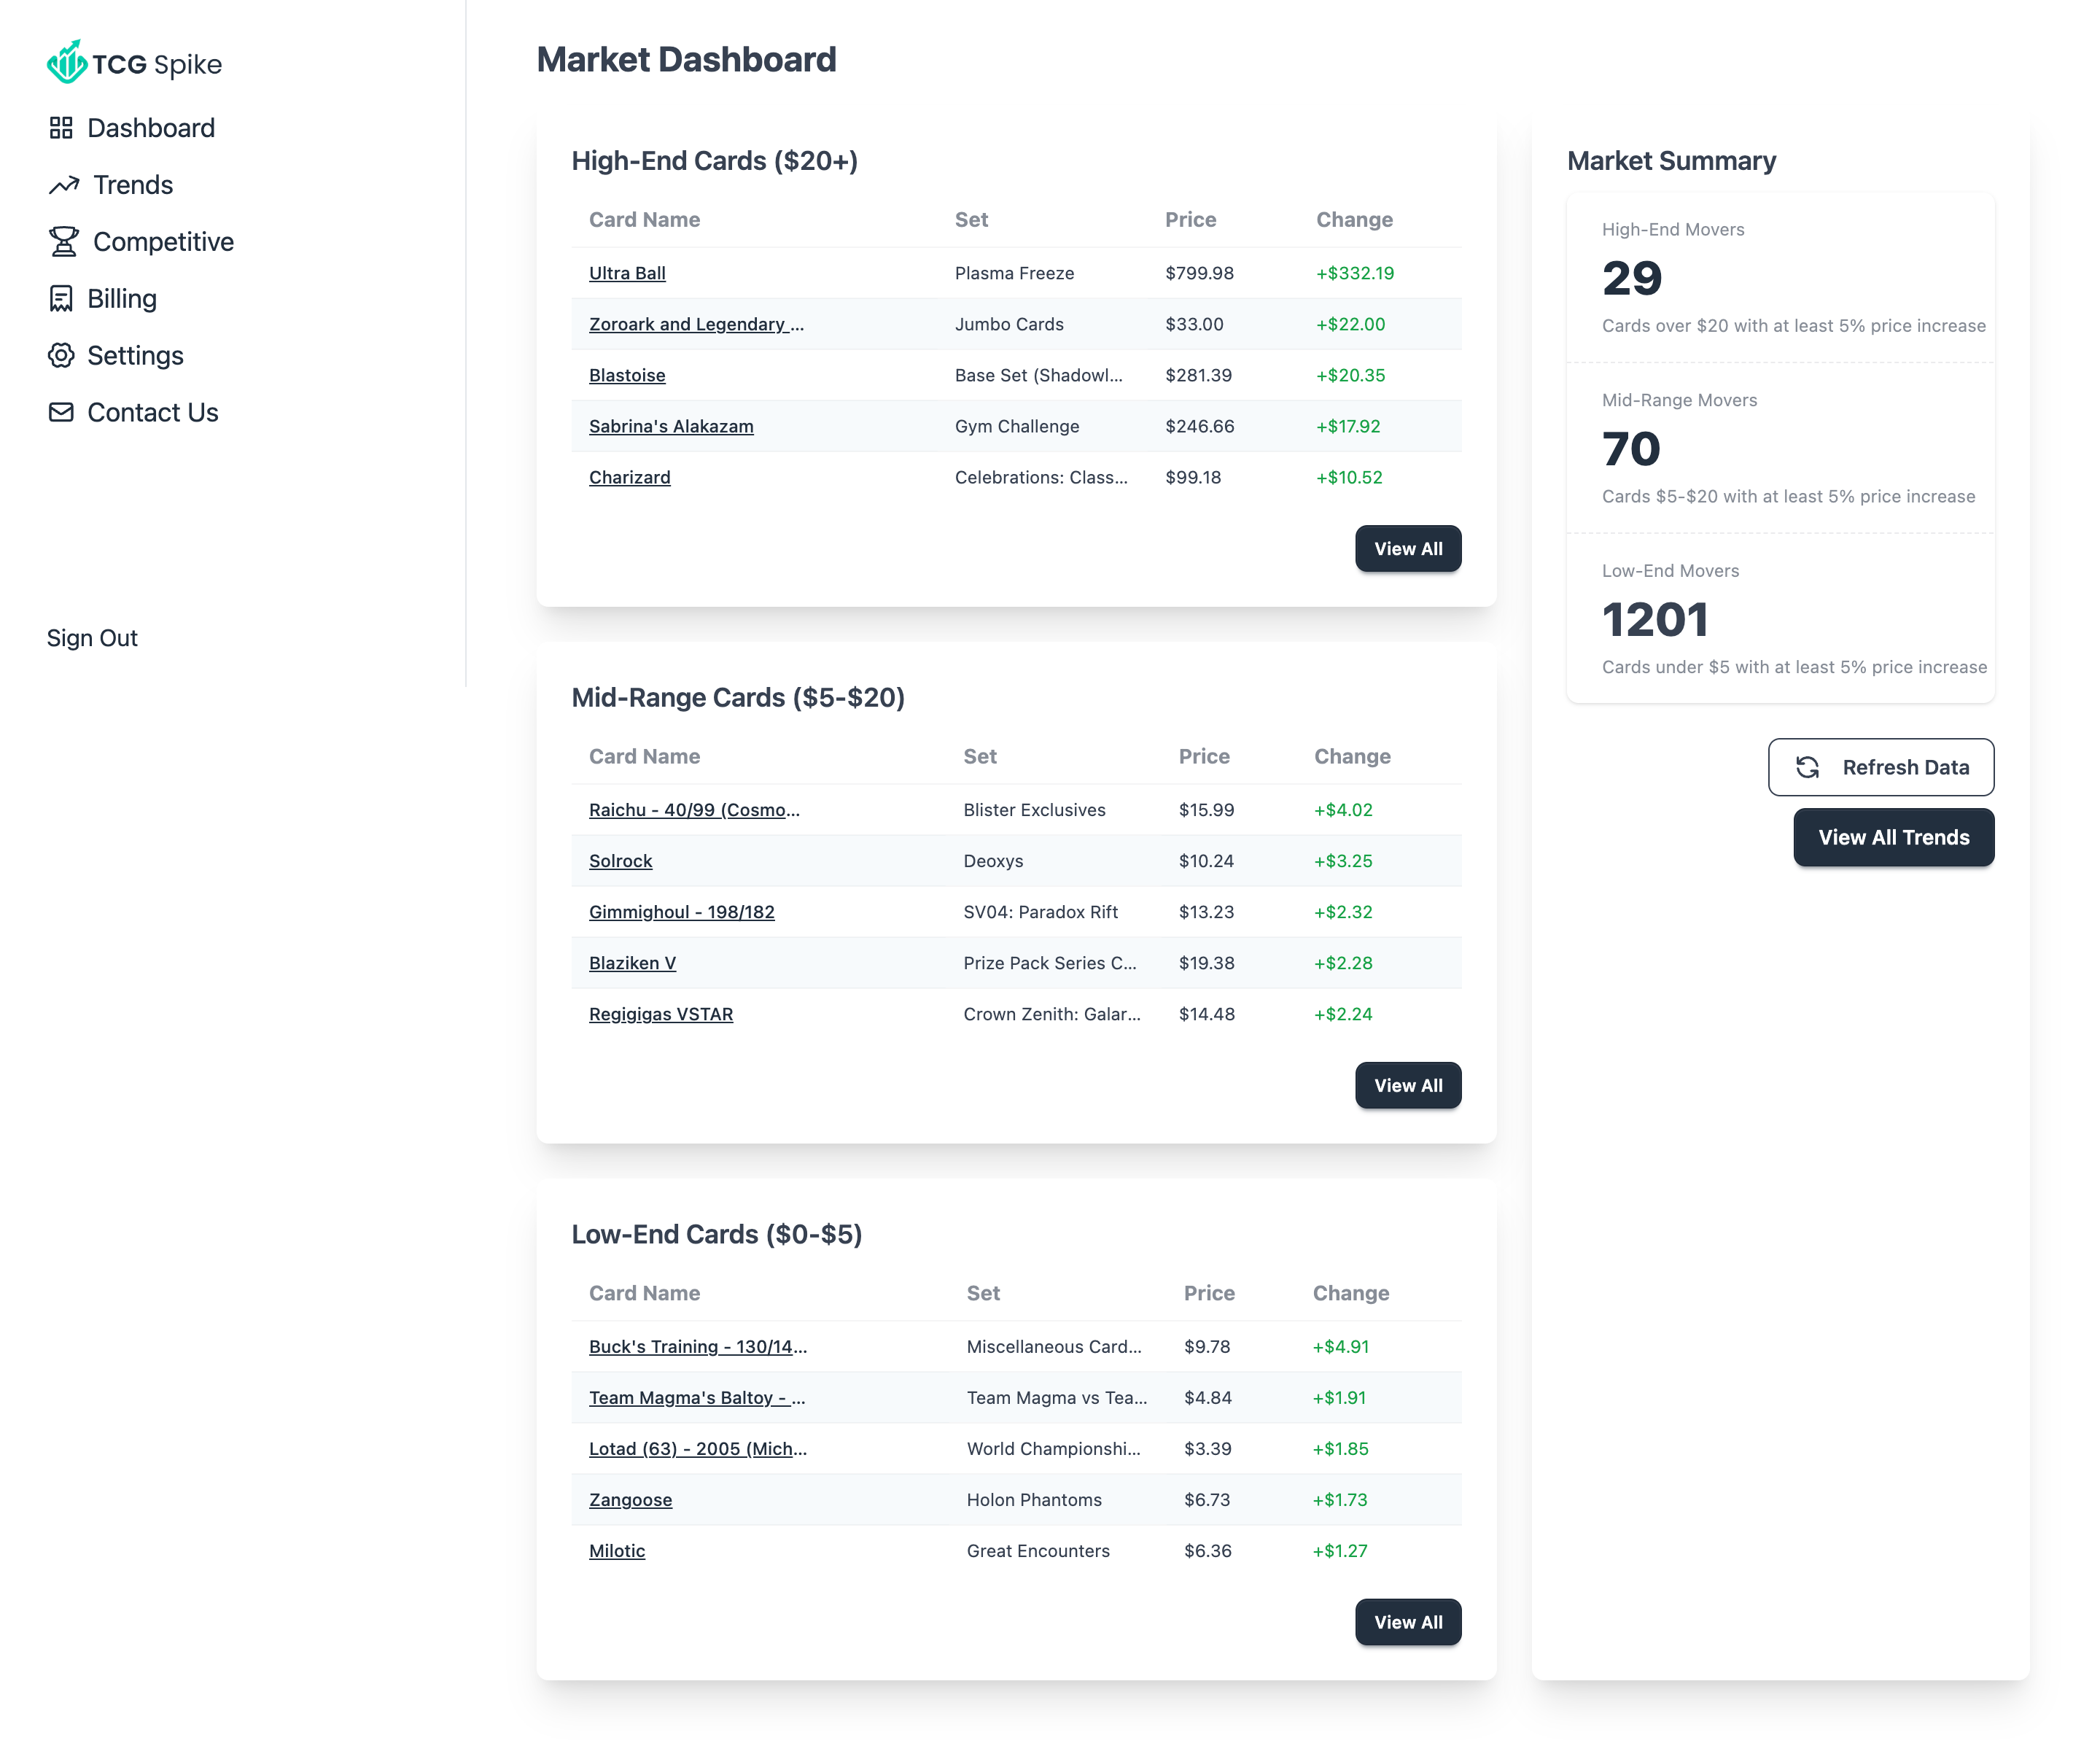 TCG Spike
Dashboard
Trends
Competitive
Billing
Settings
Contact Us
Sign Out
Market Dashboard
High-End Cards ($20+)
Card Name Set Price Change
Ultra Ball Plasma Freeze $799.98 +$332.19
Zoroark and Legendary ... Jumbo Cards $33.00 +$22.00
Blastoise Base Set (Shadowl... $281.39 +$20.35
Sabrina's Alakazam Gym Challenge $246.66 +$17.92
Charizard Celebrations: Class... $99.18 +$10.52
View All
Mid-Range Cards ($5-$20)
Card Name Set Price Change
Raichu - 40/99 (Cosmo... Blister Exclusives $15.99 +$4.02
Solrock Deoxys $10.24 +$3.25
Gimmighoul - 198/182 SV04: Paradox Rift $13.23 +$2.32
Blaziken V Prize Pack Series C... $19.38 +$2.28
Regigigas VSTAR Crown Zenith: Galar... $14.48 +$2.24
View All
Low-End Cards ($0-$5)
Card Name Set Price Change
Buck's Training - 130/14... Miscellaneous Card... $9.78 +$4.91
Team Magma's Baltoy - ... Team Magma vs Tea... $4.84 +$1.91
Lotad (63) - 2005 (Mich... World Championshi... $3.39 +$1.85
Zangoose Holon Phantoms $6.73 +$1.73
Milotic Great Encounters $6.36 +$1.27
View All
Market Summary
High-End Movers
29
Cards over $20 with at least 5% price increase
Mid-Range Movers
70
Cards $5-$20 with at least 5% price increase
Low-End Movers
1201
Cards under $5 with at least 5% price increase
Refresh Data
View All Trends